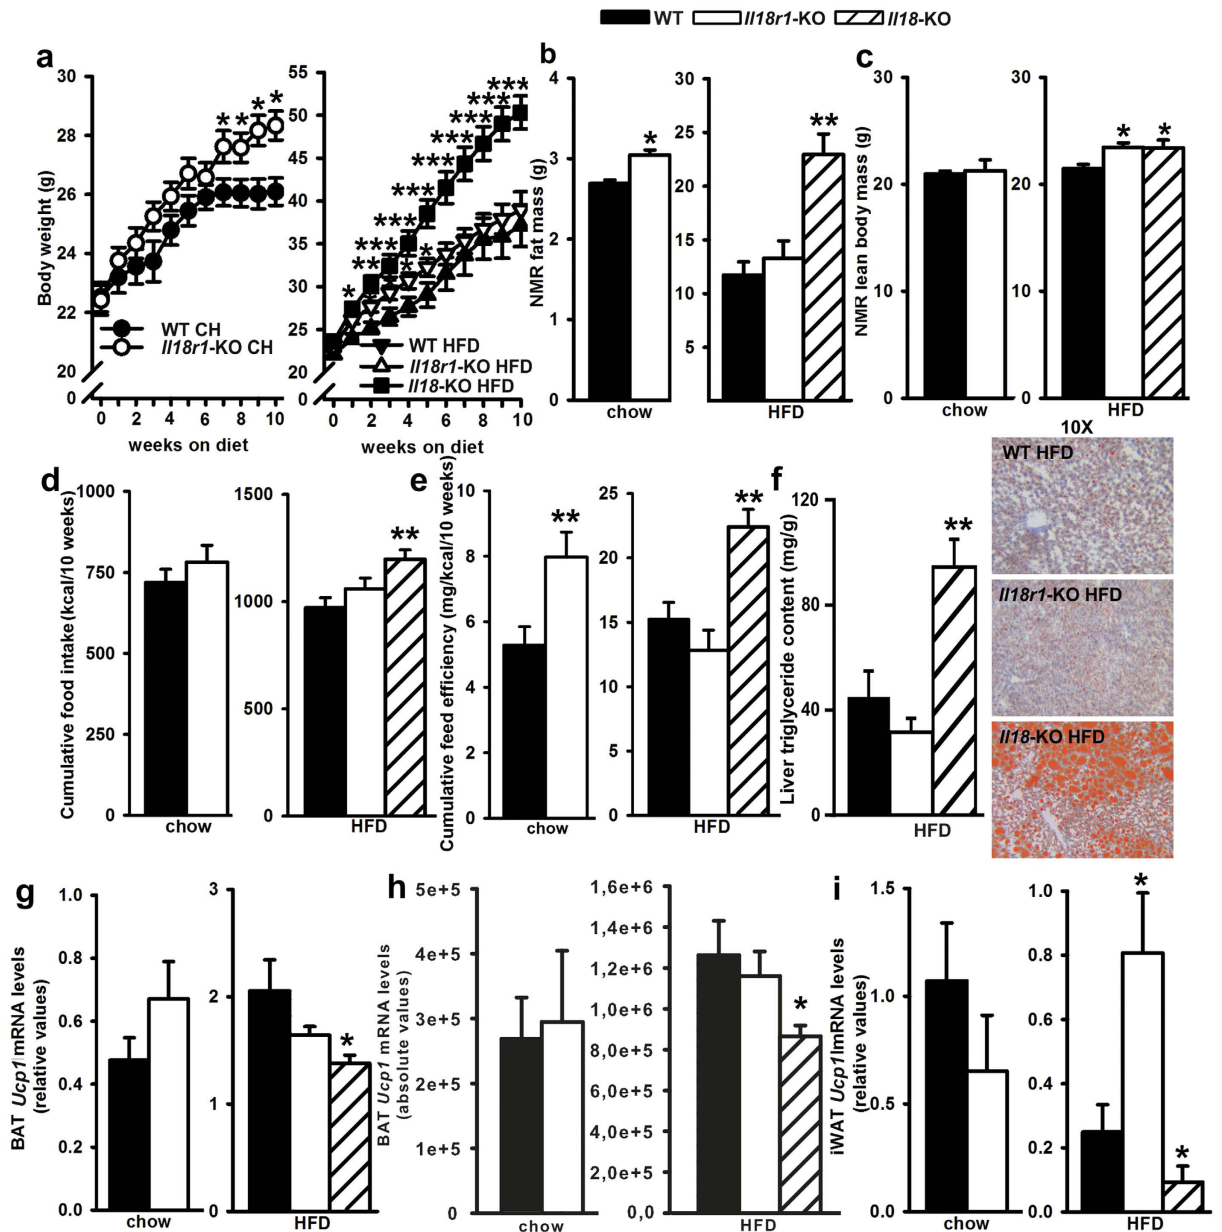 WT Il18r1-KO Il18-KO
a
Body weight (g)
30
28
26
24
22
20
0
* * * *
WT CH
Il18r1-KO CH
0 2 4 6 8 10
weeks on diet
55
50
45
40
35
30
25
20
0
* ** *** *** *** *** *** *** *** ***
* *
WT HFD
Il18r1-KO HFD
Il18-KO HFD
0 2 4 6 8 10
weeks on diet
b
NMR fat mass (g)
4
3
2
1
0
*
chow
30
25
20
15
10
5
**
HFD
c
NMR lean body mass (g)
30
20
10
0
chow
30
20
10
0
* *
HFD
d
Cumulative food intake (kcal/10 weeks)
1000
750
500
250
0
chow
1500
1000
500
0
**
HFD
e
Cumulative feed efficiency (mg/kcal/10 weeks)
10
8
6
4
2
0
**
chow
25
20
15
10
5
0
**
HFD
f
Liver triglyceride content (mg/g)
120
80
40
0
**
HFD
10X
WT HFD
Il18r1-KO HFD
Il18-KO HFD
g
BAT Ucp1 mRNA levels
(relative values)
1.0
0.8
0.6
0.4
0.2
0.0
chow
3
2
1
0
*
HFD
h
BAT Ucp1 mRNA levels
(absolute values)
5e+5
4e+5
3e+5
2e+5
1e+5
0
chow
1,6e+6
1,4e+6
1,2e+6
1,0e+6
8,0e+5
6,0e+5
4,0e+5
2,0e+5
0,0
*
HFD
i
iWAT Ucp1 mRNA levels
(relative values)
1.5
1.0
0.5
0.0
chow
1.0
0.8
0.6
0.4
0.2
0.0
* *
HFD